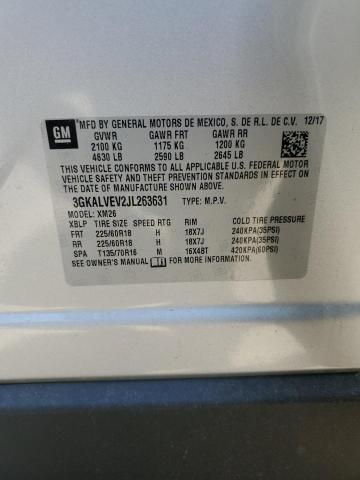 GM
MFD BY GENERAL MOTORS DE MEXICO, S. DE R.L. DE C.V. 12/17
GVWR GAWR FRT GAWR RR
2100 KG 1175 KG 1200 KG
4630 LB 2590 LB 2645 LB
THIS VEHICLE CONFORMS TO ALL APPLICABLE U.S. FEDERAL MOTOR
VEHICLE SAFETY, BUMPER, AND THEFT PREVENTION STANDARDS IN
EFFECT ON THE DATE OF MANUFACTURE SHOWN ABOVE.
3GKALVEV2JL263631 TYPE: M.P.V.
MODEL: XM26
XBLP TIRE SIZE SPEED RTG RIM COLD TIRE PRESSURE
FRT 225/60R18 H 18X7J 240KPA(35PSI)
RR 225/60R18 H 18X7J 240KPA(35PSI)
SPA T135/70R16 M 16X4BT 420KPA(60PSI)
SEE OWNER MANUAL
FOR MORE INFORMATION.